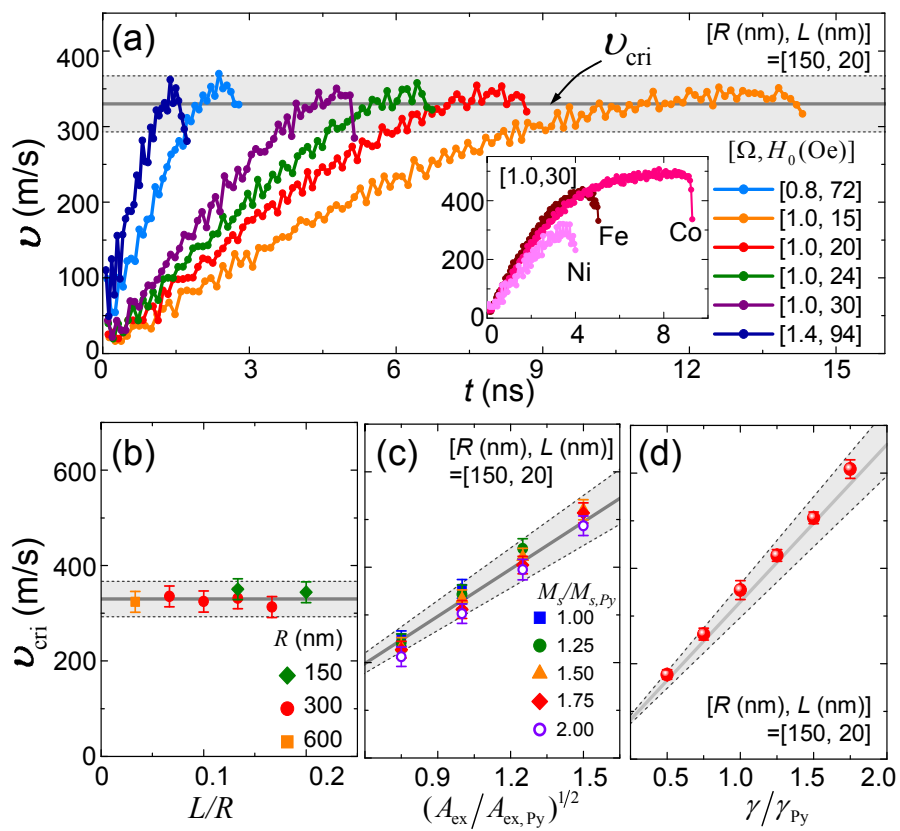 (a)
υcri
[R (nm), L (nm)]
=[150, 20]
400
300
200
100
0
υ (m/s)
[Ω, H0(Oe)]
[0.8, 72]
[1.0, 15]
[1.0, 20]
[1.0, 24]
[1.0, 30]
[1.4, 94]
[1.0,30]
400
200
0
Fe
Co
Ni
0 4 8
0 3 6 9 12 15
t (ns)
(b)
600
400
200
0
υcri (m/s)
R (nm)
150
300
600
0 0.1 0.2
L/R
(c)
[R (nm), L (nm)]
=[150, 20]
Ms/Ms,Py
1.00
1.25
1.50
1.75
2.00
0.9 1.2 1.5
(Aex/Aex,Py)1/2
(d)
[R (nm), L (nm)]
=[150, 20]
0.5 1.0 1.5 2.0
γ/γPy